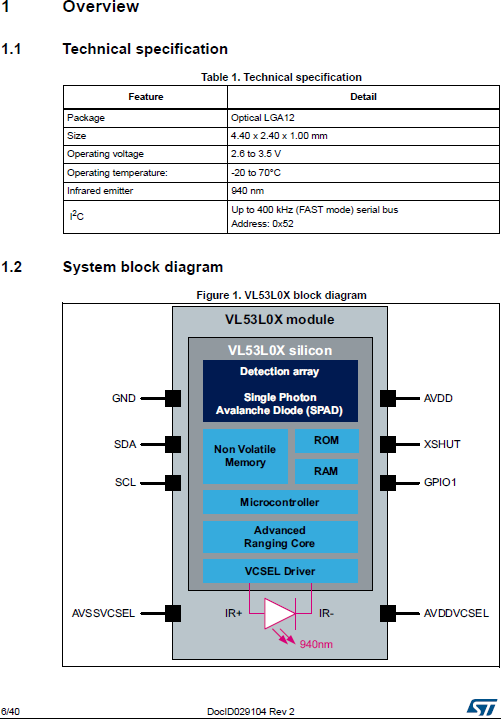 1 Overview
1.1 Technical specification
Table 1. Technical specification
Feature Detail
Package Optical LGA12
Size 4.40 x 2.40 x 1.00 mm
Operating voltage 2.6 to 3.5 V
Operating temperature: -20 to 70°C
Infrared emitter 940 nm
I2C Up to 400 kHz (FAST mode) serial bus
Address: 0x52
1.2 System block diagram
Figure 1. VL53L0X block diagram
VL53L0X module
VL53L0X silicon
Detection array
Single Photon
Avalanche Diode (SPAD)
GND
AVDD
SDA
Non Volatile
Memory
ROM
XSHUT
SCL
RAM
GPIO1
Microcontroller
Advanced
Ranging Core
VCSEL Driver
AVSSVCSEL
IR+
IR-
AVDDVCSEL
940nm
6/40 DocID029104 Rev 2
ST